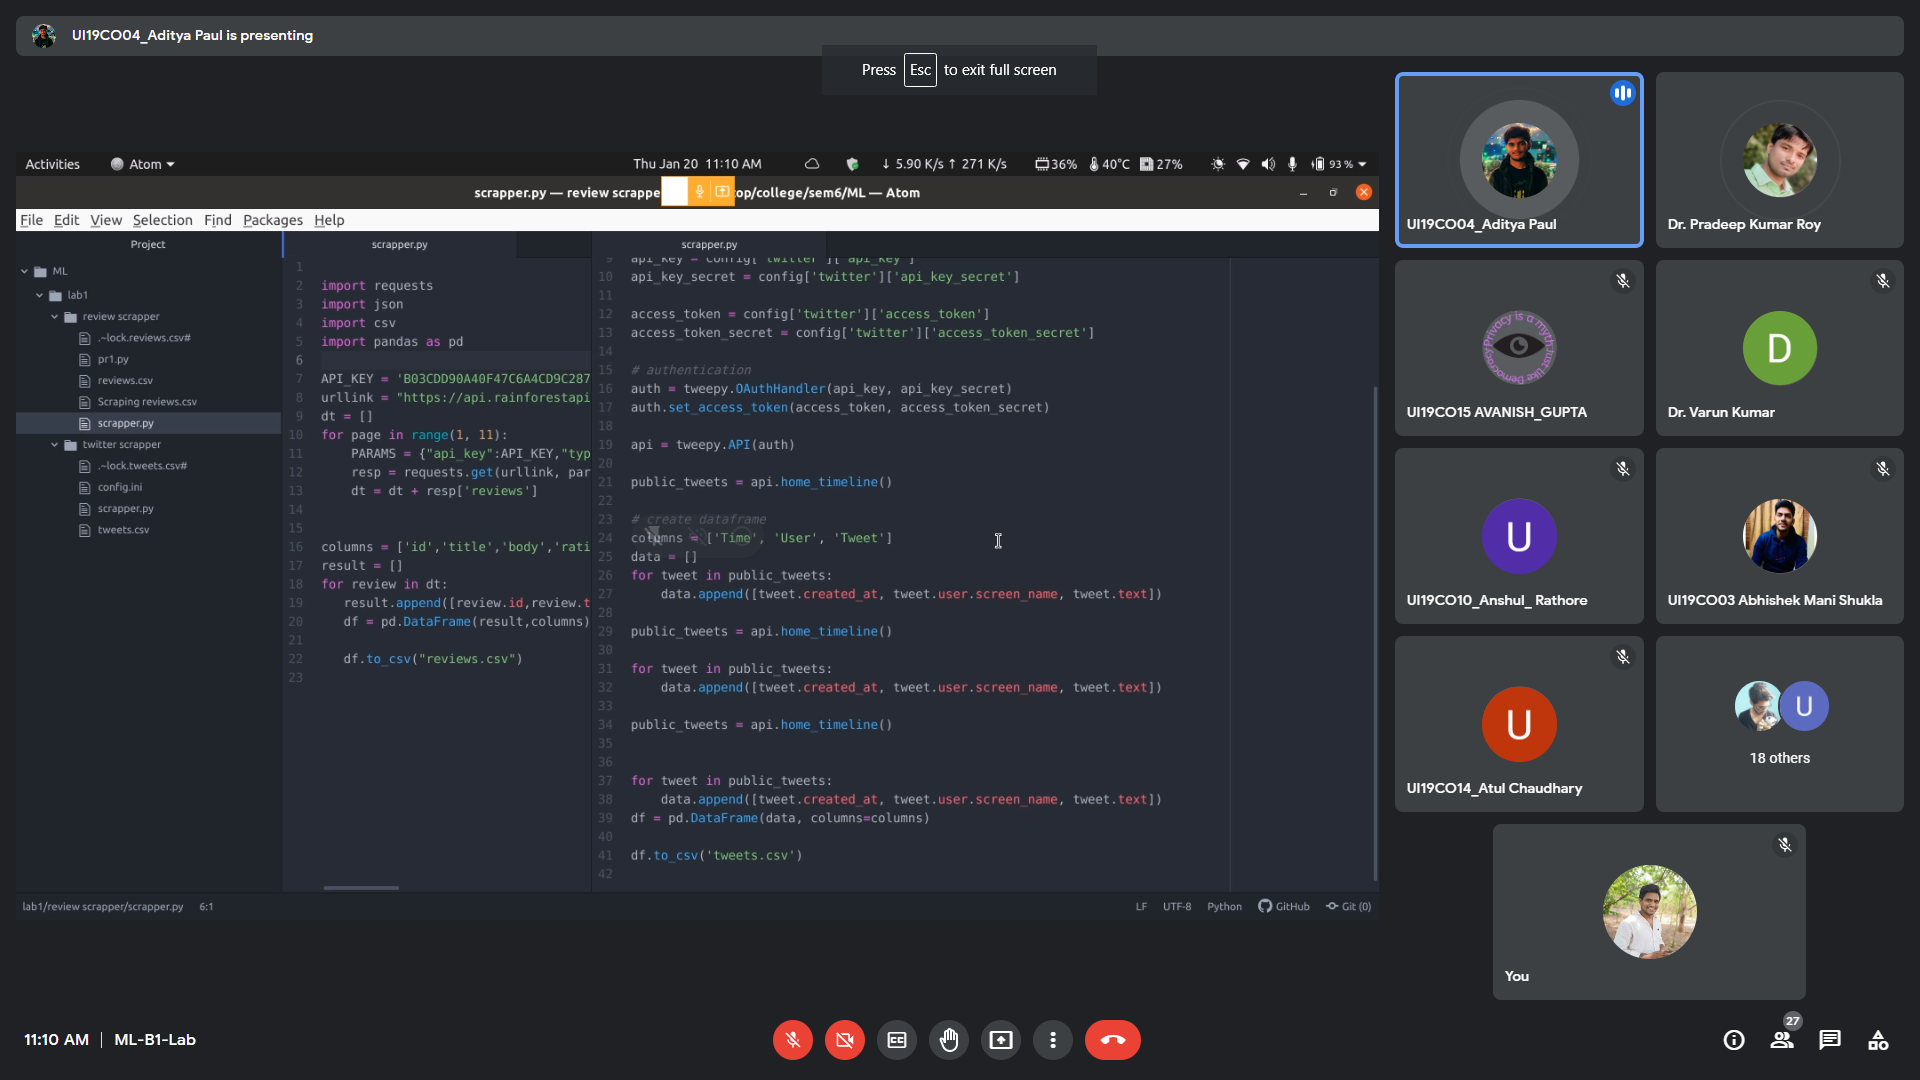 UI19CO04_Aditya Paul is presenting
Press Esc to exit full screen
Activities Atom Thu Jan 20 11:10 AM ↓ 5.90 K/s ↑ 271 K/s 36% 40°C 27% 93 %
scrapper.py — review scrappe op/college/sem6/ML — Atom
File Edit View Selection Find Packages Help
Project
ML
lab1
review scrapper
.~lock.reviews.csv#
pr1.py
reviews.csv
Scraping reviews.csv
scrapper.py
twitter scrapper
.~lock.tweets.csv#
config.ini
scrapper.py
tweets.csv
scrapper.py
1
2 import requests
3 import json
4 import csv
5 import pandas as pd
6
7 API_KEY = 'B03CDD90A40F47C6A4CD9C287
8 urllink = "https://api.rainforestapi
9 dt = []
10 for page in range(1, 11):
11 PARAMS = {"api_key":API_KEY,"typ
12 resp = requests.get(urllink, par
13 dt = dt + resp['reviews']
14
15
16 columns = ['id','title','body','rati
17 result = []
18 for review in dt:
19 result.append([review.id,review.t
20 df = pd.DataFrame(result,columns)
21
22 df.to_csv("reviews.csv")
23
scrapper.py
9 api_key = config['twitter']['api_key']
10 api_key_secret = config['twitter']['api_key_secret']
11
12 access_token = config['twitter']['access_token']
13 access_token_secret = config['twitter']['access_token_secret']
14
15 # authentication
16 auth = tweepy.OAuthHandler(api_key, api_key_secret)
17 auth.set_access_token(access_token, access_token_secret)
18
19 api = tweepy.API(auth)
20
21 public_tweets = api.home_timeline()
22
23 # create dataframe
24 columns = ['Time', 'User', 'Tweet']
25 data = []
26 for tweet in public_tweets:
27 data.append([tweet.created_at, tweet.user.screen_name, tweet.text])
28
29 public_tweets = api.home_timeline()
30
31 for tweet in public_tweets:
32 data.append([tweet.created_at, tweet.user.screen_name, tweet.text])
33
34 public_tweets = api.home_timeline()
35
36
37 for tweet in public_tweets:
38 data.append([tweet.created_at, tweet.user.screen_name, tweet.text])
39 df = pd.DataFrame(data, columns=columns)
40
41 df.to_csv('tweets.csv')
42
lab1/review scrapper/scrapper.py 6:1 LF UTF-8 Python GitHub Git (0)
UI19CO04_Aditya Paul
Dr. Pradeep Kumar Roy
Privacy is a myth Just like Democracy
UI19CO15 AVANISH_GUPTA
D
Dr. Varun Kumar
U
UI19CO10_Anshul_ Rathore
UI19CO03 Abhishek Mani Shukla
U
UI19CO14_Atul Chaudhary
U
18 others
You
11:10 AM | ML-B1-Lab
27